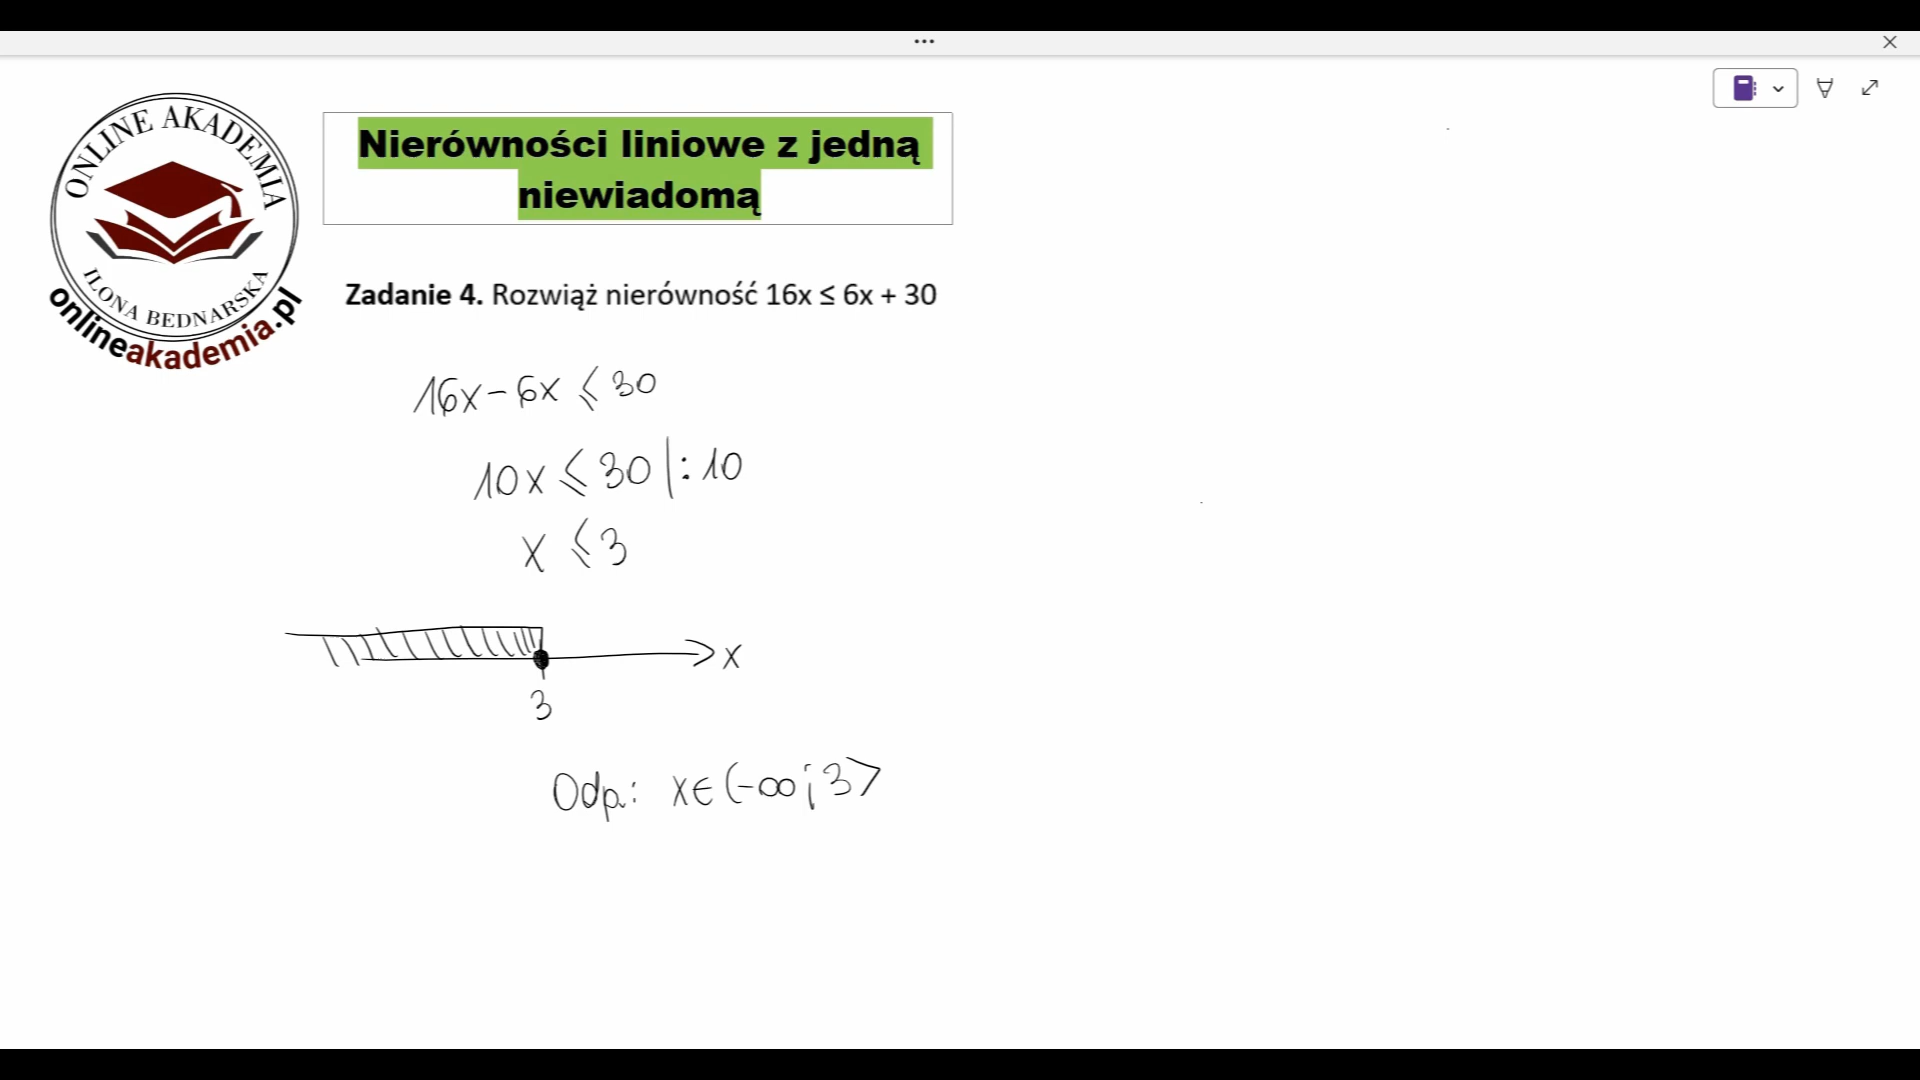 ...
ONLINE AKADEMIA
ILONA BEDNARSKA
onlineakademia.pl
Nierówności liniowe z jedną
niewiadomą
Zadanie 4. Rozwiąż nierówność 16x ≤ 6x + 30
16x - 6x ≤ 30
10x ≤ 30 |: 10
x ≤ 3
x
3
Odp.: x∈(-∞; 3>